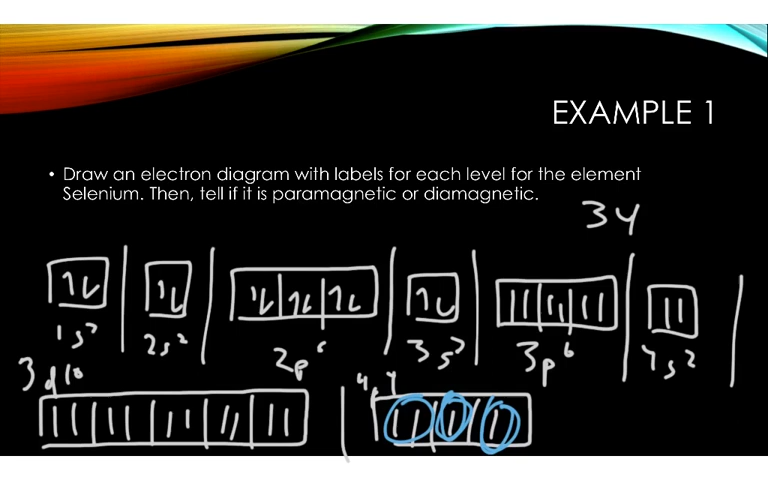 EXAMPLE 1
• Draw an electron diagram with labels for each level for the element
Selenium. Then, tell if it is paramagnetic or diamagnetic.
34
1s² 2s² 2p⁶ 3s² 3p⁶ 4s²
3d10
4p4